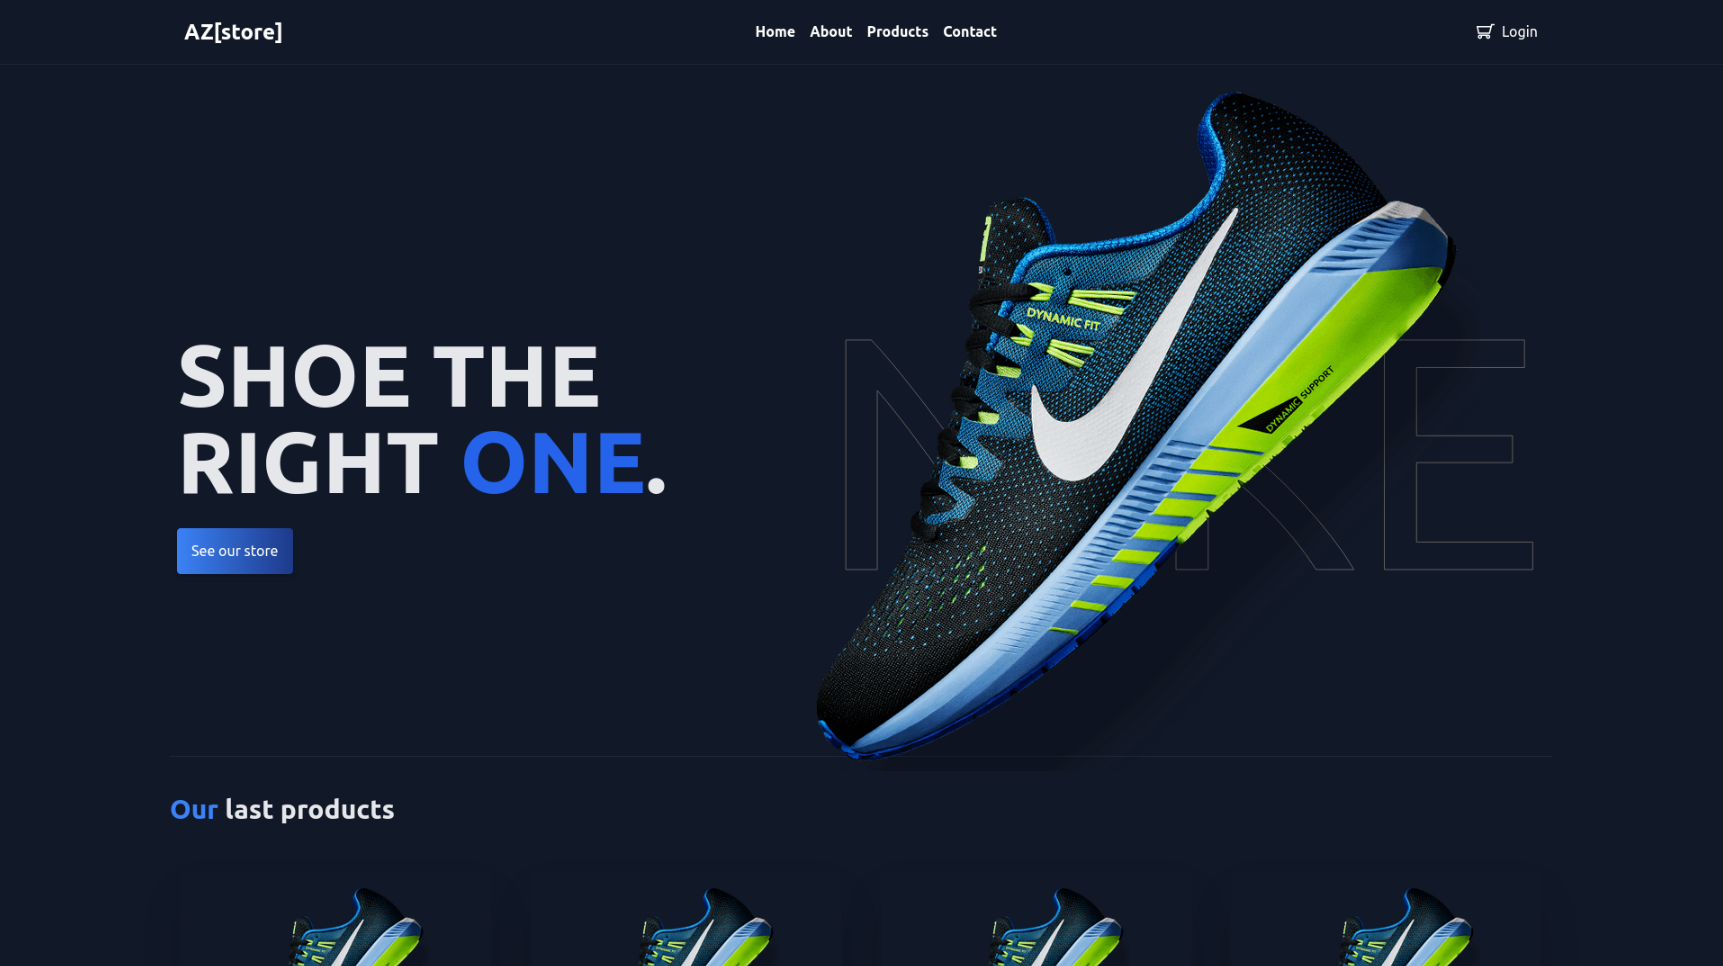 AZ[store]
Home About Products Contact
Login
DYNAMIC FIT
DYNAMIC SUPPORT
SHOE THE
RIGHT ONE.
See our store
Our last products